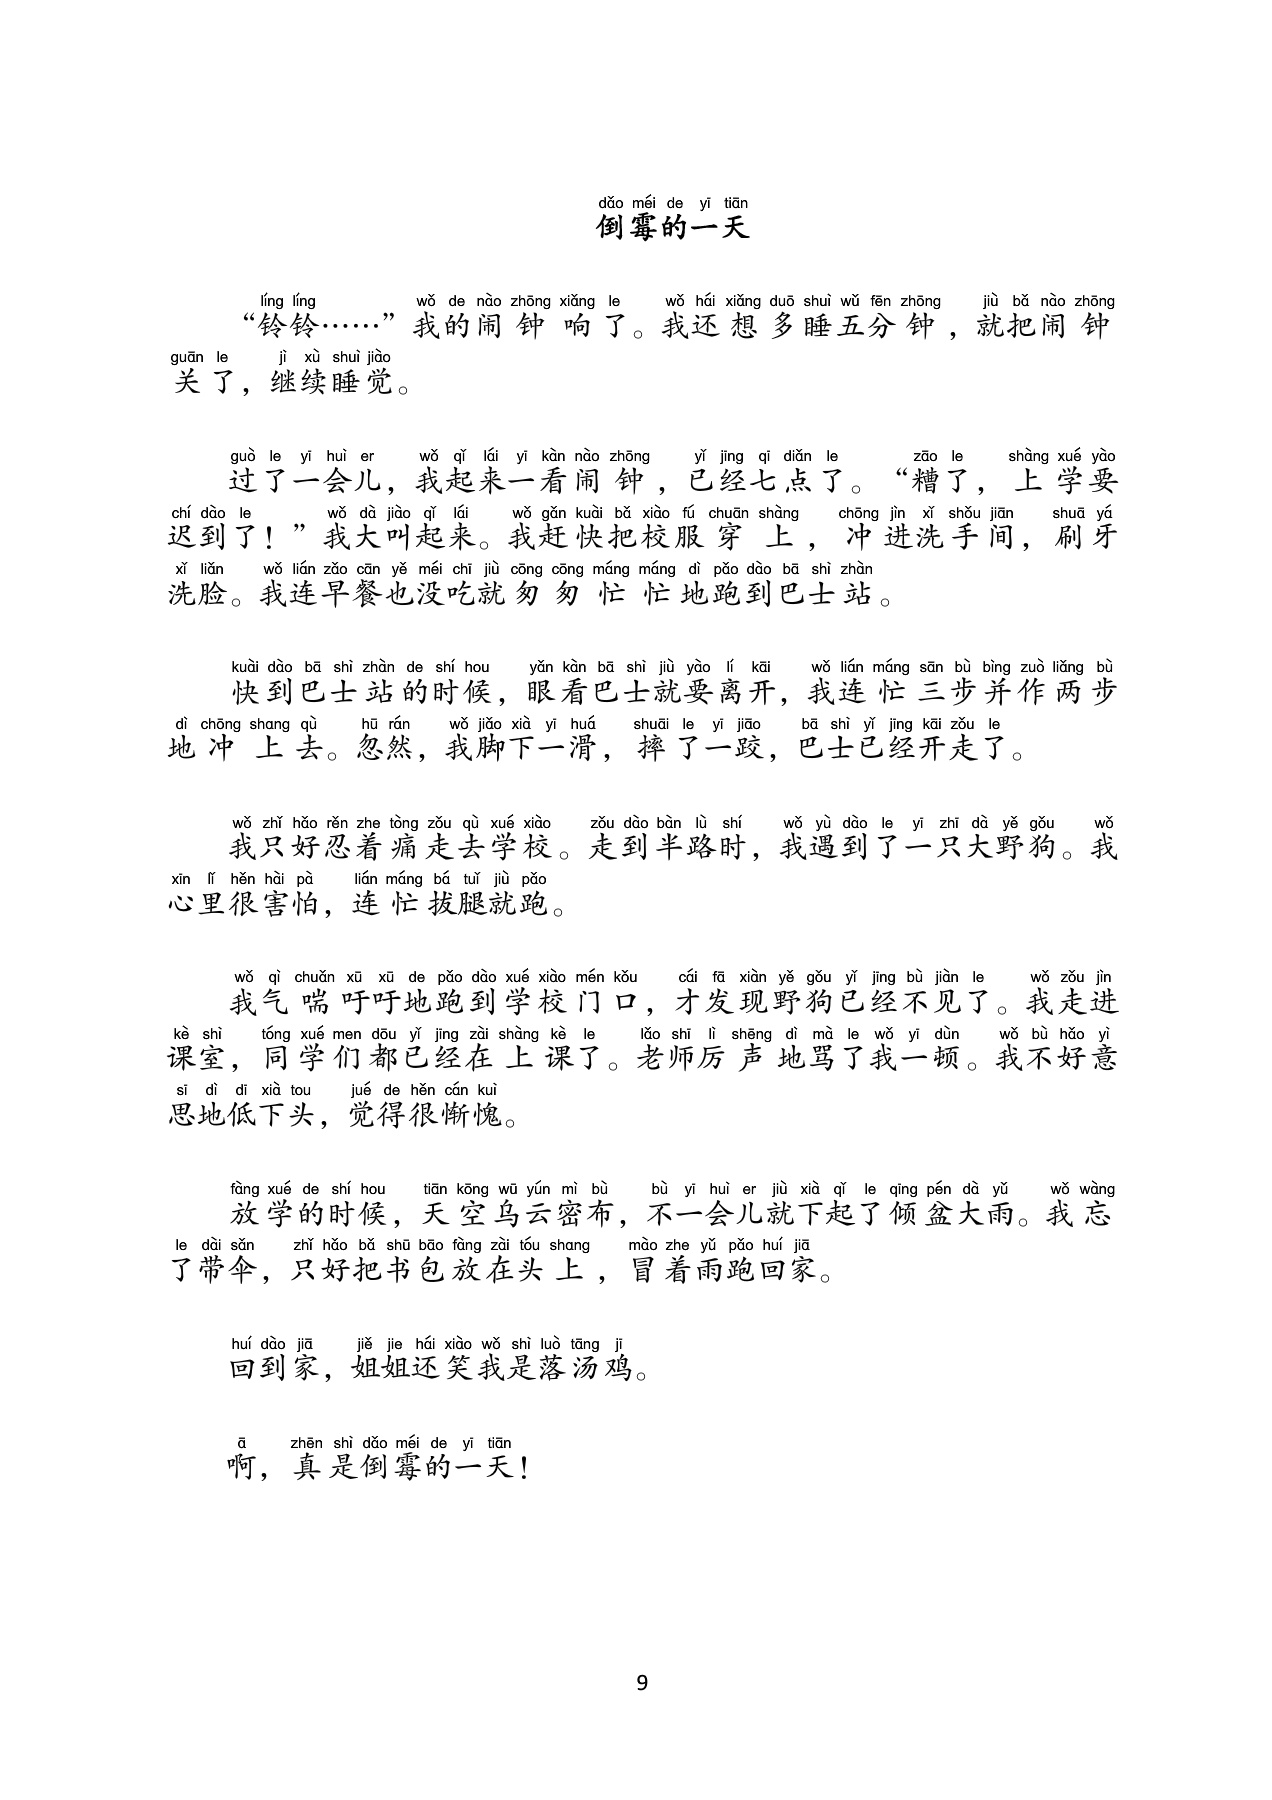 dǎo méi de yī tiān
倒霉的一天
líng líng wǒ de nào zhōng xiǎng le wǒ hái xiǎng duō shuì wǔ fēn zhōng jiù bǎ nào zhōng
“铃铃……”我的闹钟响了。我还想多睡五分钟，就把闹钟
guān le jì xù shuì jiào
关了，继续睡觉。
guò le yī huì er wǒ qǐ lái yī kàn nào zhōng yǐ jīng qī diǎn le zāo le shàng xué yào
过了一会儿，我起来一看闹钟，已经七点了。“糟了，上学要
chí dào le wǒ dà jiào qǐ lái wǒ gǎn kuài bǎ xiào fú chuān shàng chōng jìn xǐ shǒu jiān shuā yá
迟到了！”我大叫起来。我赶快把校服穿上，冲进洗手间，刷牙
xǐ liǎn wǒ lián zǎo cān yě méi chī jiù cōng cōng máng máng dì pǎo dào bā shì zhàn
洗脸。我连早餐也没吃就匆匆忙忙地跑到巴士站。
kuài dào bā shì zhàn de shí hou yǎn kàn bā shì jiù yào lí kāi wǒ lián máng sān bù bìng zuò liǎng bù
快到巴士站的时候，眼看巴士就要离开，我连忙三步并作两步
dì chōng shang qù hū rán wǒ jiǎo xià yī huá shuāi le yī jiāo bā shì yǐ jīng kāi zǒu le
地冲上去。忽然，我脚下一滑，摔了一跤，巴士已经开走了。
wǒ zhǐ hǎo rěn zhe tòng zǒu qù xué xiào zǒu dào bàn lù shí wǒ yù dào le yī zhī dà yě gǒu wǒ
我只好忍着痛走去学校。走到半路时，我遇到了一只大野狗。我
xīn lǐ hěn hài pà lián máng bá tuǐ jiù pǎo
心里很害怕，连忙拔腿就跑。
wǒ qì chuǎn xū xū de pǎo dào xué xiào mén kǒu cái fā xiàn yě gǒu yǐ jīng bù jiàn le wǒ zǒu jìn
我气喘吁吁地跑到学校门口，才发现野狗已经不见了。我走进
kè shì tóng xué men dōu yǐ jīng zài shàng kè le lǎo shī lì shēng dì mà le wǒ yī dùn wǒ bù hǎo yì
课室，同学们都已经在上课了。老师厉声地骂了我一顿。我不好意
sī dì dī xià tou jué de hěn cán kuì
思地低下头，觉得很惭愧。
fàng xué de shí hou tiān kōng wū yún mì bù bù yī huì er jiù xià qǐ le qīng pén dà yǔ wǒ wàng
放学的时候，天空乌云密布，不一会儿就下起了倾盆大雨。我忘
le dài sǎn zhǐ hǎo bǎ shū bāo fàng zài tóu shang mào zhe yǔ pǎo huí jiā
了带伞，只好把书包放在头上，冒着雨跑回家。
huí dào jiā jiě jie hái xiào wǒ shì luò tāng jī
回到家，姐姐还笑我是落汤鸡。
ā zhēn shì dǎo méi de yī tiān
啊，真是倒霉的一天！
9